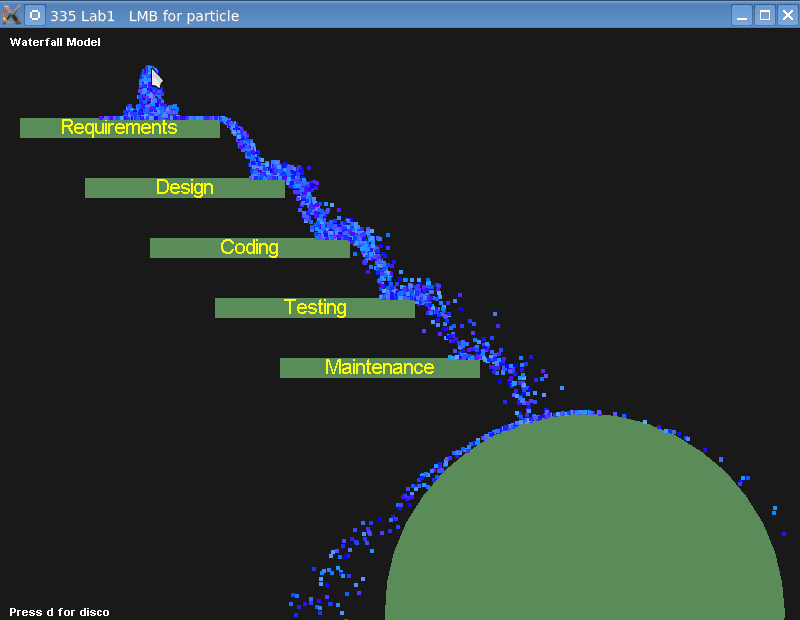 335 Lab1   LMB for particle
Waterfall Model
Requirements
Design
Coding
Testing
Maintenance
Press d for disco